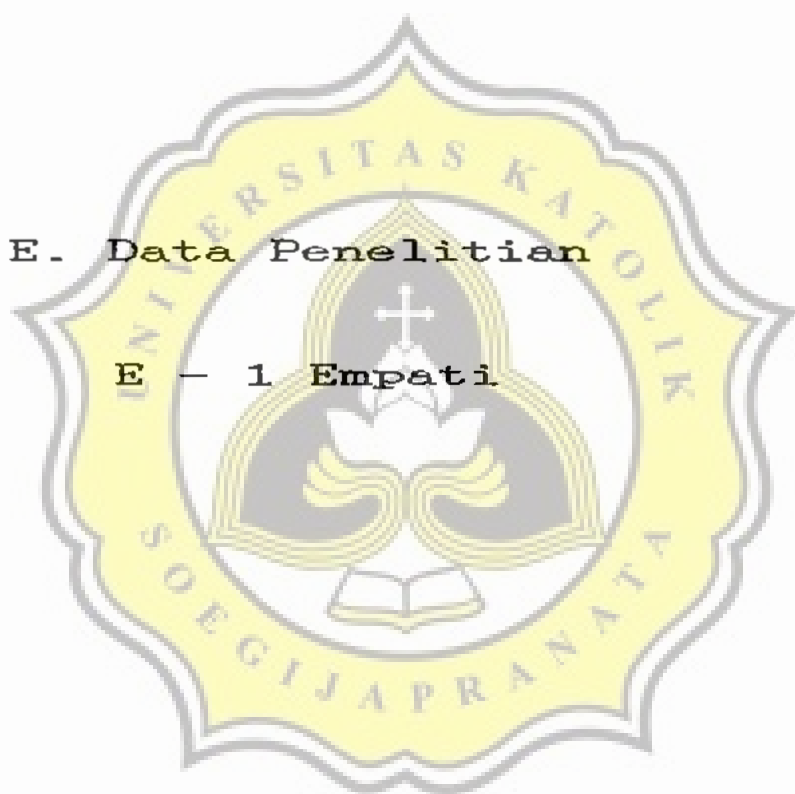 UNIVERSITAS KATOLIK
E. Data Penelitian
E - 1 Empati
SOEGIJAPRANATA